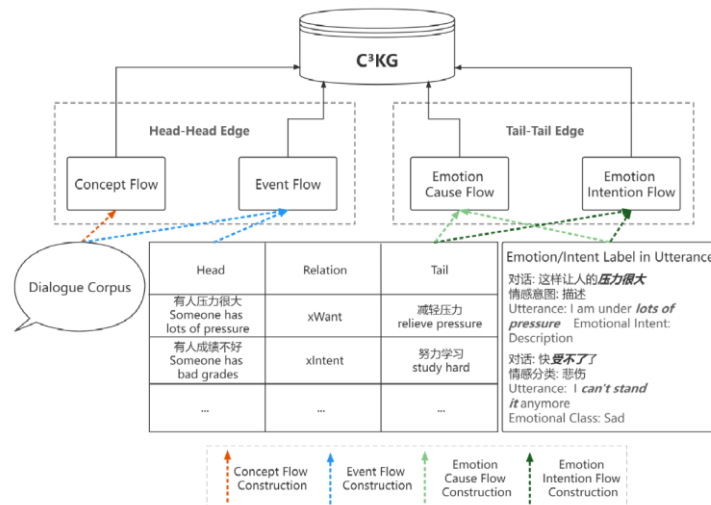 C³KG
Head-Head Edge
Tail-Tail Edge
Concept Flow
Event Flow
Emotion
Cause Flow
Emotion
Intention Flow
Dialogue Corpus
Head
Relation
Tail
有人压力很大
Someone has
lots of pressure
xWant
减轻压力
relieve pressure
有人成绩不好
Someone has
bad grades
xIntent
努力学习
study hard
...
...
...
Emotion/Intent Label in Utterance
对话: 这样让人的压力很大
情感意图: 描述
Utterance: I am under lots of
pressure Emotional Intent:
Description
对话: 快受不了了
情感分类: 悲伤
Utterance: I can't stand
it anymore
Emotional Class: Sad
Concept Flow
Construction
Event Flow
Construction
Emotion
Cause Flow
Construction
Emotion
Intention Flow
Construction